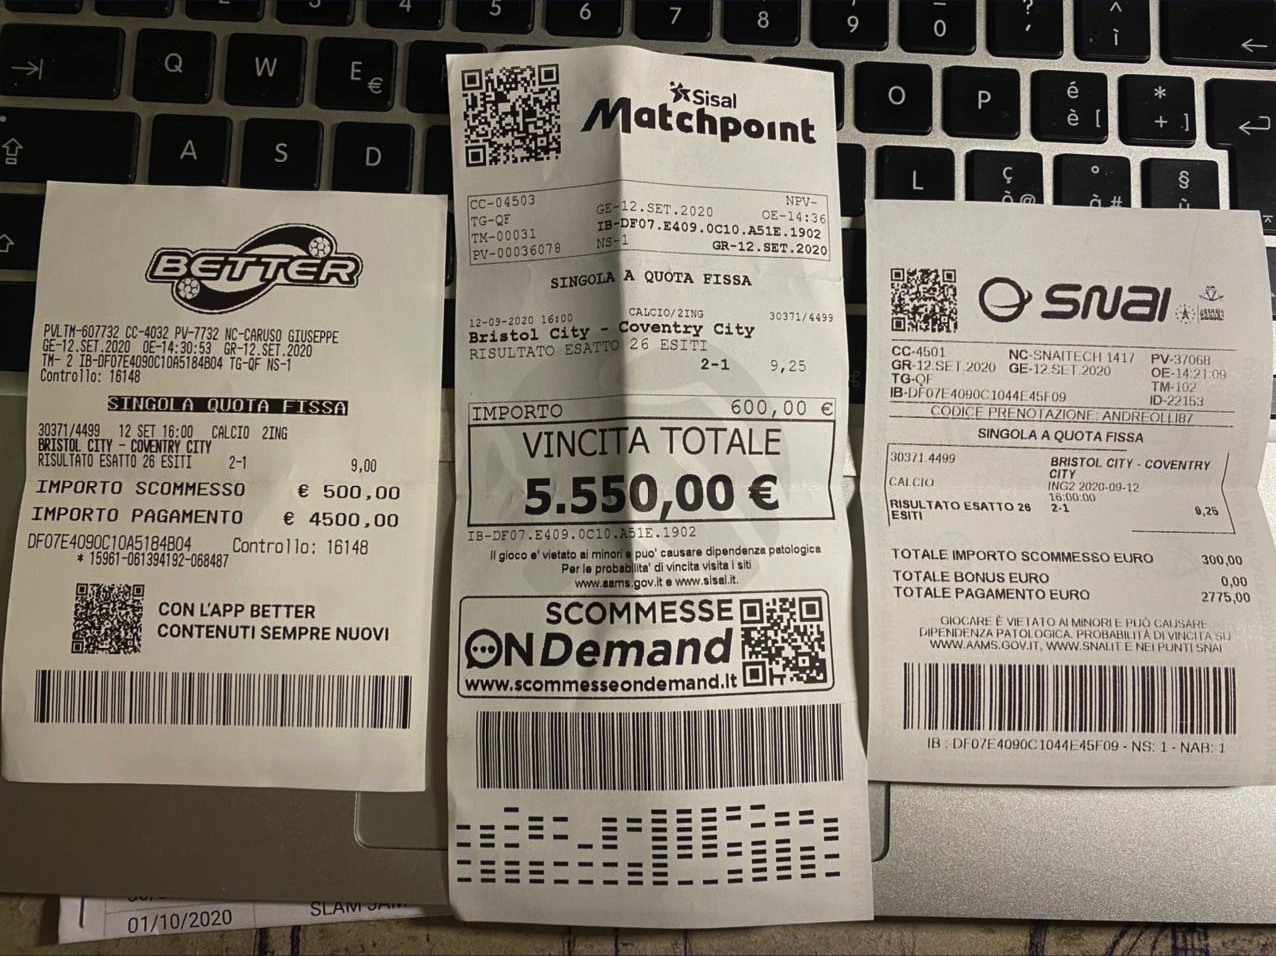 BETTER
PVLTM-607732 CC-4032 PV-7732 NC-CARUSO GIUSEPPE
GE-12.SET.2020 OE-14:30:53 GR-12.SET.2020
TM- 2 IB-DF07E4090C10A5184B04 TG-QF NS-1
Controllo: 16148
SINGOLA QUOTA FISSA
30371/4499 12 SET 16:00 CALCIO 2ING
BRISTOL CITY - COVENTRY CITY
RISULTATO ESATTO 26 ESITI 2-1 9,00
IMPORTO SCOMMESSO € 500,00
IMPORTO PAGAMENTO € 4500,00
DF07E4090C10A5184B04 Controllo: 16148
* 15961-061394192-068487
CON L'APP BETTER
CONTENUTI SEMPRE NUOVI
Sisal
Matchpoint
CC-04503 NPV-
TG-QF GE-12.SET.2020 OE-14:36
TM-00031 IB-DF07.E409.0C10.A51E.1902
PV-00036078 NS-1 GR-12.SET.2020
SINGOLA A QUOTA FISSA
12-09-2020 16:00 CALCIO/2ING 30371/4499
Bristol City - Coventry City
RISULTATO ESATTO 26 ESITI
2-1 9,25
IMPORTO 600,00 €
VINCITA TOTALE
5.550,00 €
IB-DF07.E409.0C10.A51E.1902
Il gioco e' vietato ai minori e puo' causare dipendenza patologica
Per le probabilita' di vincita visita i siti
www.aams.gov.it e www.sisal.it.
SCOMMESSE
ON Demand
www.scommesseondemand.it
SNAI
CC-4501 NC-SNAITECH 1417 PV-37068
GR-12.SET.2020 GE-12.SET.2020 OE-14:21:09
TG-QF TM-102
IB-DF07E4090C1044E45F09 ID-22153
CODICE PRENOTAZIONE: ANDREOLLI87
SINGOLA A QUOTA FISSA
30371.4499 BRISTOL CITY - COVENTRY
CITY
CALCIO ING2 2020-09-12
16:00:00
RISULTATO ESATTO 26 2-1 9,25
ESITI
TOTALE IMPORTO SCOMMESSO EURO 300,00
TOTALE BONUS EURO 0,00
TOTALE PAGAMENTO EURO 2775,00
GIOCARE È VIETATO AI MINORI E PUÒ CAUSARE
DIPENDENZA PATOLOGICA. PROBABILITÀ DI VINCITA SU
WWW.AAMS.GOV.IT, WWW.SNAI.IT E NEI PUNTI SNAI
IB : DF07E4090C1044E45F09 - NS: 1 - NAB: 1
01/10/2020 SLAM JAM
3 4 5 6 7 8 9 0 ? ^ ì
Q W E € O P é è [ * + ]
A S D L ç ò @ ° à # § ù